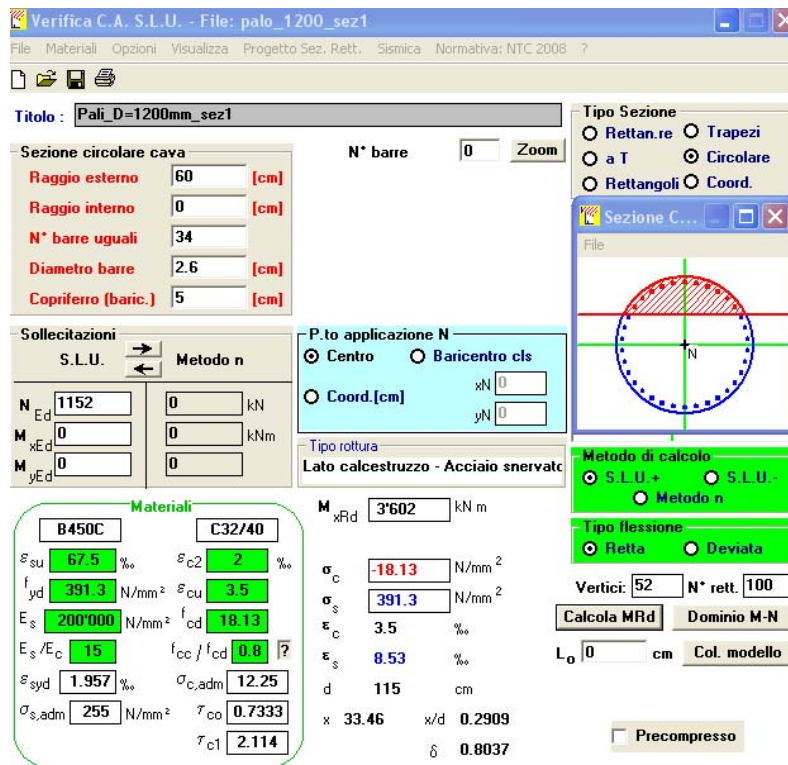 Verifica C.A. S.L.U. - File: palo_1200_sez1
File Materiali Opzioni Visualizza Progetto Sez. Rett. Sismica Normativa: NTC 2008 ?
Titolo : Pali_D=1200mm_sez1
Sezione circolare cava
Raggio esterno 60 [cm]
Raggio interno 0 [cm]
N° barre uguali 34
Diametro barre 2.6 [cm]
Copriferro (baric.) 5 [cm]
N° barre 0 Zoom
Tipo Sezione
Rettan.re Trapezi
a T Circolare
Rettangoli Coord.
Sezione C...
File
N
Sollecitazioni
S.L.U. Metodo n
N Ed 1152 0 kN
M xEd 0 0 kNm
M yEd 0 0
P.to applicazione N
Centro Baricentro cls
Coord.[cm] xN 0
yN 0
Tipo rottura
Lato calcestruzzo - Acciaio snervato
Metodo di calcolo
S.L.U.+ S.L.U.-
Metodo n
Tipo flessione
Retta Deviata
Materiali
B450C C32/40
εsu 67.5 ‰ εc2 2 ‰
fyd 391.3 N/mm² εcu 3.5
Es 200'000 N/mm² fcd 18.13
Es/Ec 15 fcc / fcd 0.8 ?
εsyd 1.957 ‰ σc,adm 12.25
σs,adm 255 N/mm² τco 0.7333
τc1 2.114
M xRd 3'602 kN m
σc -18.13 N/mm²
σs 391.3 N/mm²
εc 3.5 ‰
εs 8.53 ‰
d 115 cm
x 33.46 x/d 0.2909
δ 0.8037
Vertici: 52 N° rett. 100
Calcola MRd Dominio M-N
Lo 0 cm Col. modello
Precompresso